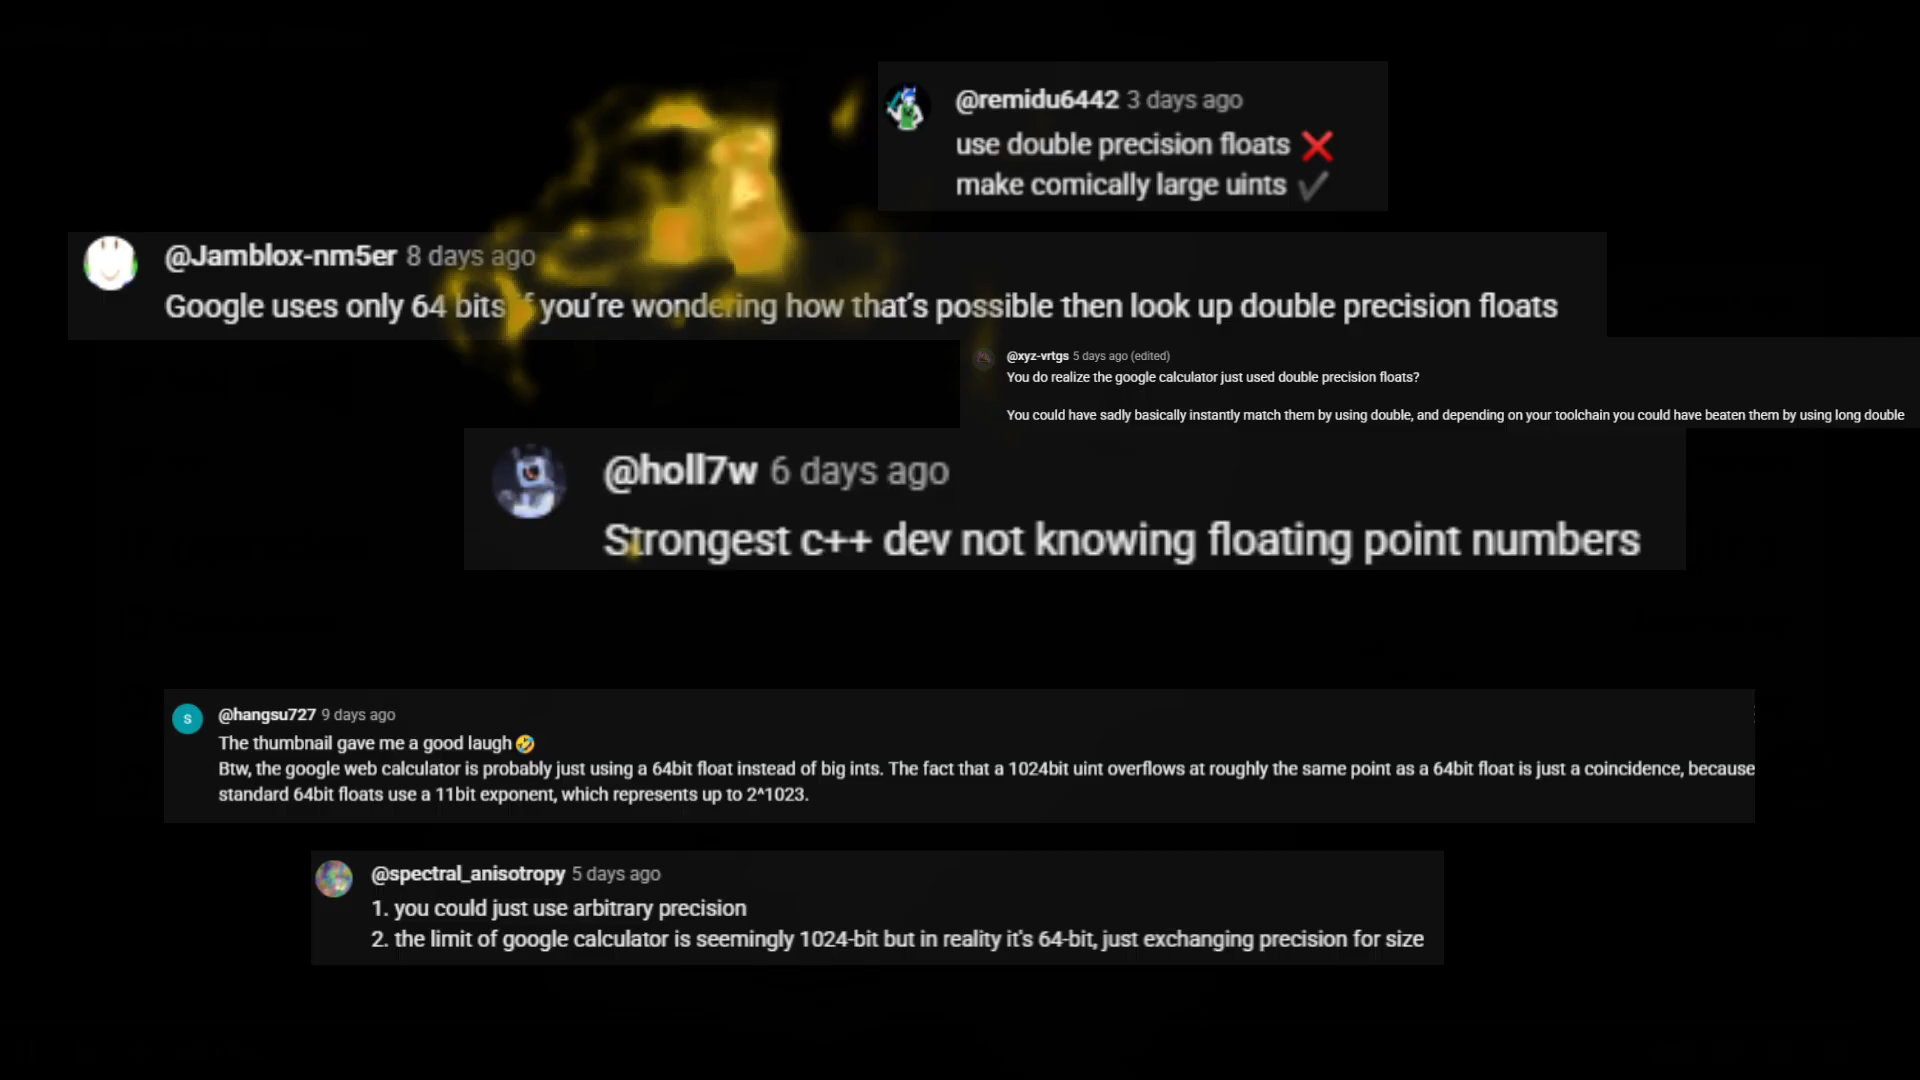 @remidu6442 3 days ago
use double precision floats ❌
make comically large uints ✔
@Jamblox-nm5er 8 days ago
Google uses only 64 bits if you're wondering how that's possible then look up double precision floats
@xyz-vrtgs 5 days ago (edited)
You do realize the google calculator just used double precision floats?
You could have sadly basically instantly match them by using double, and depending on your toolchain you could have beaten them by using long double
@holl7w 6 days ago
Strongest c++ dev not knowing floating point numbers
S
@hangsu727 9 days ago
The thumbnail gave me a good laugh🤣
Btw, the google web calculator is probably just using a 64bit float instead of big ints. The fact that a 1024bit uint overflows at roughly the same point as a 64bit float is just a coincidence, because
standard 64bit floats use a 11bit exponent, which represents up to 2^1023.
@spectral_anisotropy 5 days ago
1. you could just use arbitrary precision
2. the limit of google calculator is seemingly 1024-bit but in reality it's 64-bit, just exchanging precision for size